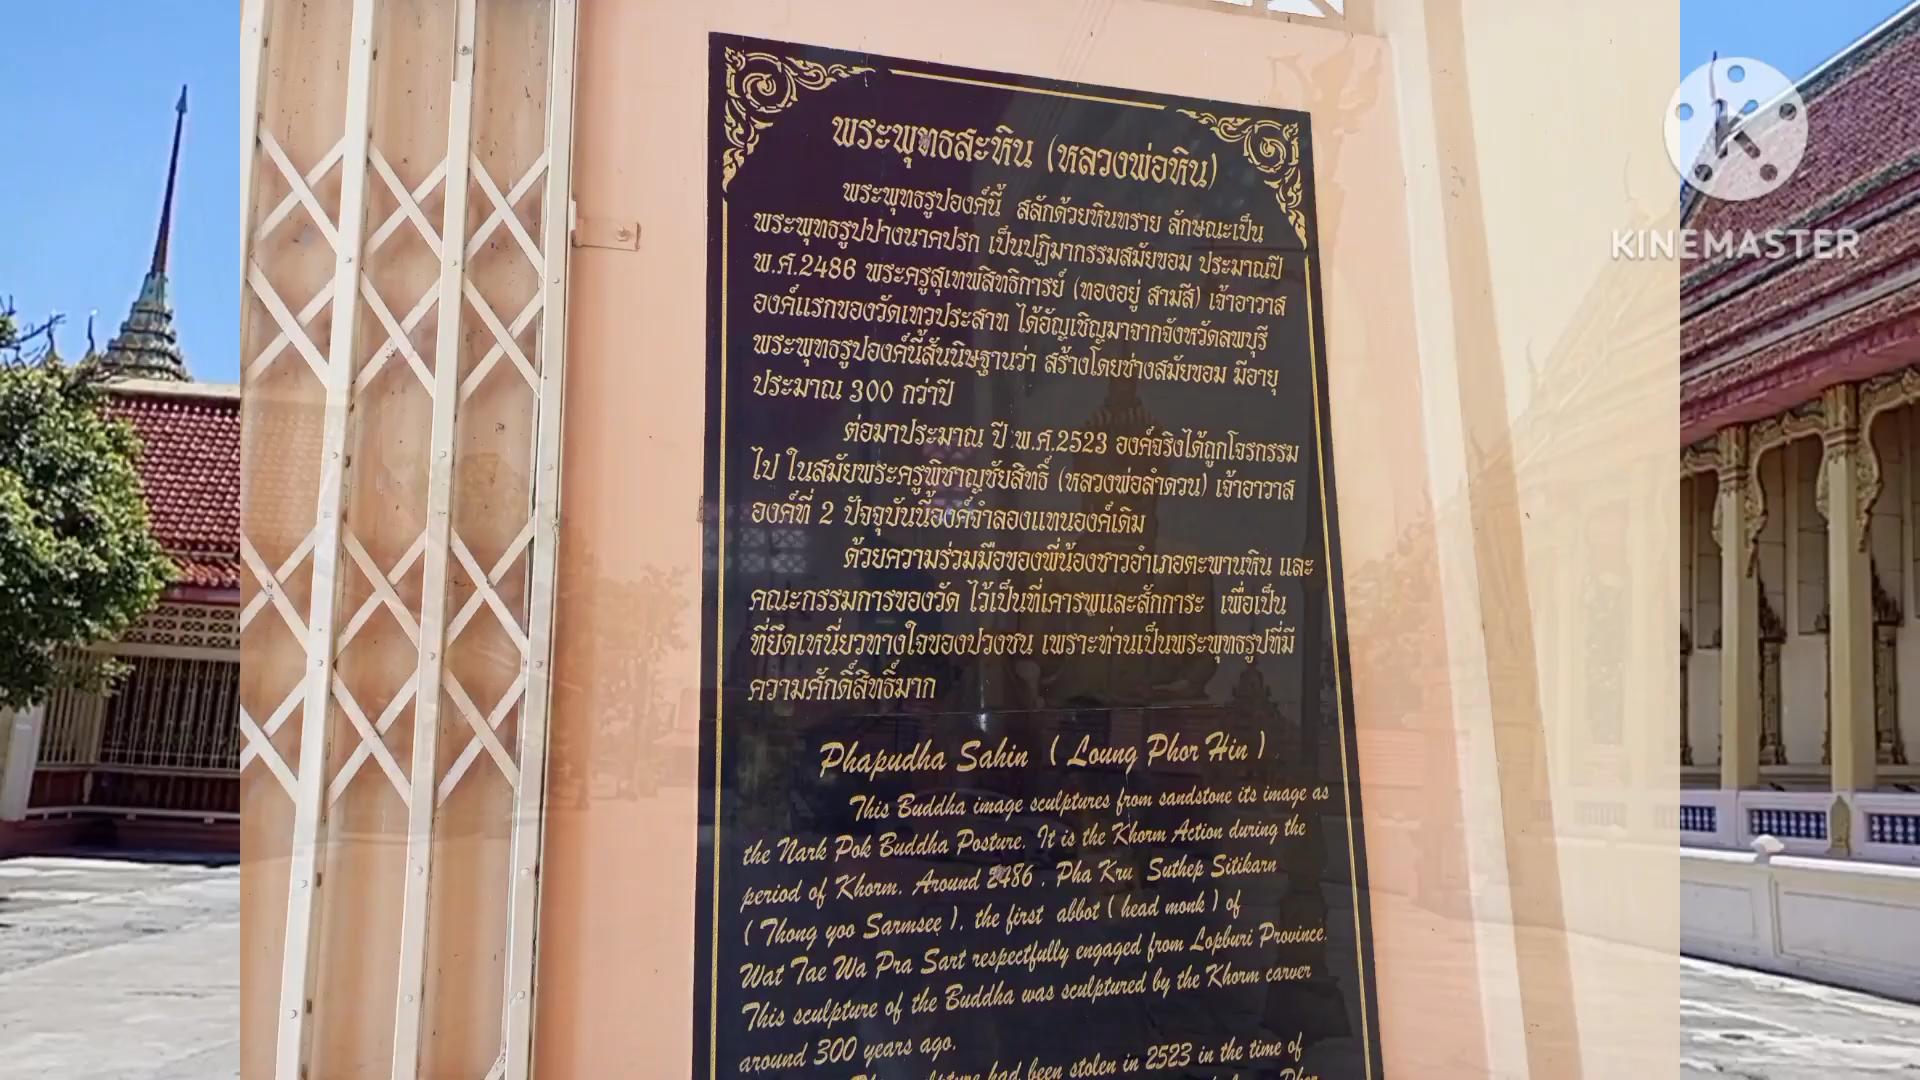 พระพุทธสะหิน (หลวงพ่อหิน)
พระพุทธรูปองค์นี้ สลักด้วยหินทราย ลักษณะเป็น
พระพุทธรูปปางนาคปรก เป็นปฏิมากรรมสมัยขอม ประมาณปี
พ.ศ.2486 พระครูสุเทพสิทธิการย์ (ทองอยู่ สามสี) เจ้าอาวาส
องค์แรกของวัดเทวประสาท ได้อัญเชิญมาจากจังหวัดลพบุรี
พระพุทธรูปองค์นี้สันนิษฐานว่า สร้างโดยช่างสมัยขอม มีอายุ
ประมาณ 300 กว่าปี
ต่อมาประมาณ ปี พ.ศ.2523 องค์จริงได้ถูกโจรกรรม
ไป ในสมัยพระครูพิชาญชัยสิทธิ์ (หลวงพ่อลำดวน) เจ้าอาวาส
องค์ที่ 2 ปัจจุบันนี้องค์จำลองแทนองค์เดิม
ด้วยความร่วมมือของพี่น้องชาวอำเภอตะพานหิน และ
คณะกรรมการของวัด ไว้เป็นที่เคารพและสักการะ เพื่อเป็น
ที่ยึดเหนี่ยวทางใจของปวงชน เพราะท่านเป็นพระพุทธรูปที่มี
ความศักดิ์สิทธิ์มาก
Phapudha Sahin ( Loung Phor Hin )
This Buddha image sculptures from sandstone its image as
the Nark Pok Buddha Posture. It is the Khorm Action during the
period of Khorm. Around 2486 , Pha Kru Suthep Sitikarn
( Thong yoo Sarmsee ), the first abbot ( head monk ) of
Wat Tae Wa Pra Sart respectfully engaged from Lopburi Province.
This sculpture of the Buddha was sculptured by the Khorm carver
around 300 years ago.
had been stolen in 2523 in the time of
KINEMASTER